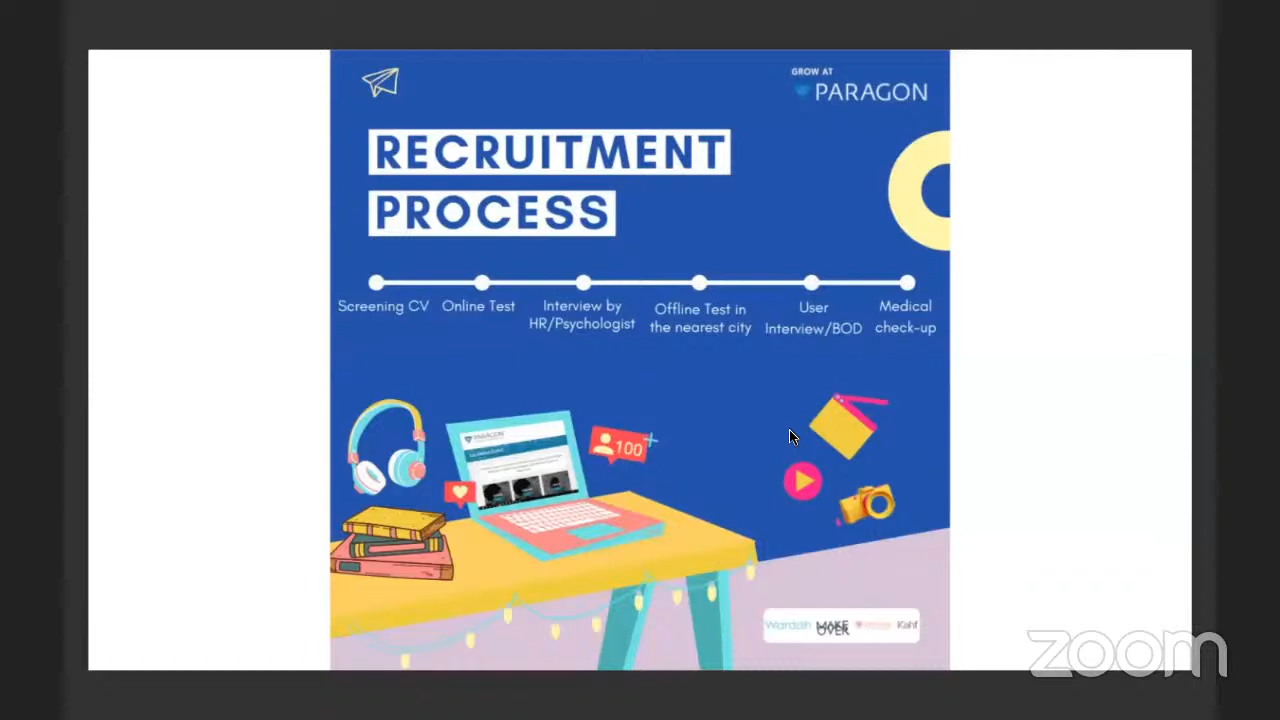 GROW AT
PARAGON
RECRUITMENT
PROCESS
Screening CV
Online Test
Interview by
HR/Psychologist
Offline Test in
the nearest city
User
Interview/BOD
Medical
check-up
PARAGON
100
Wardah
MAKE
OVER
Kahf
zoom